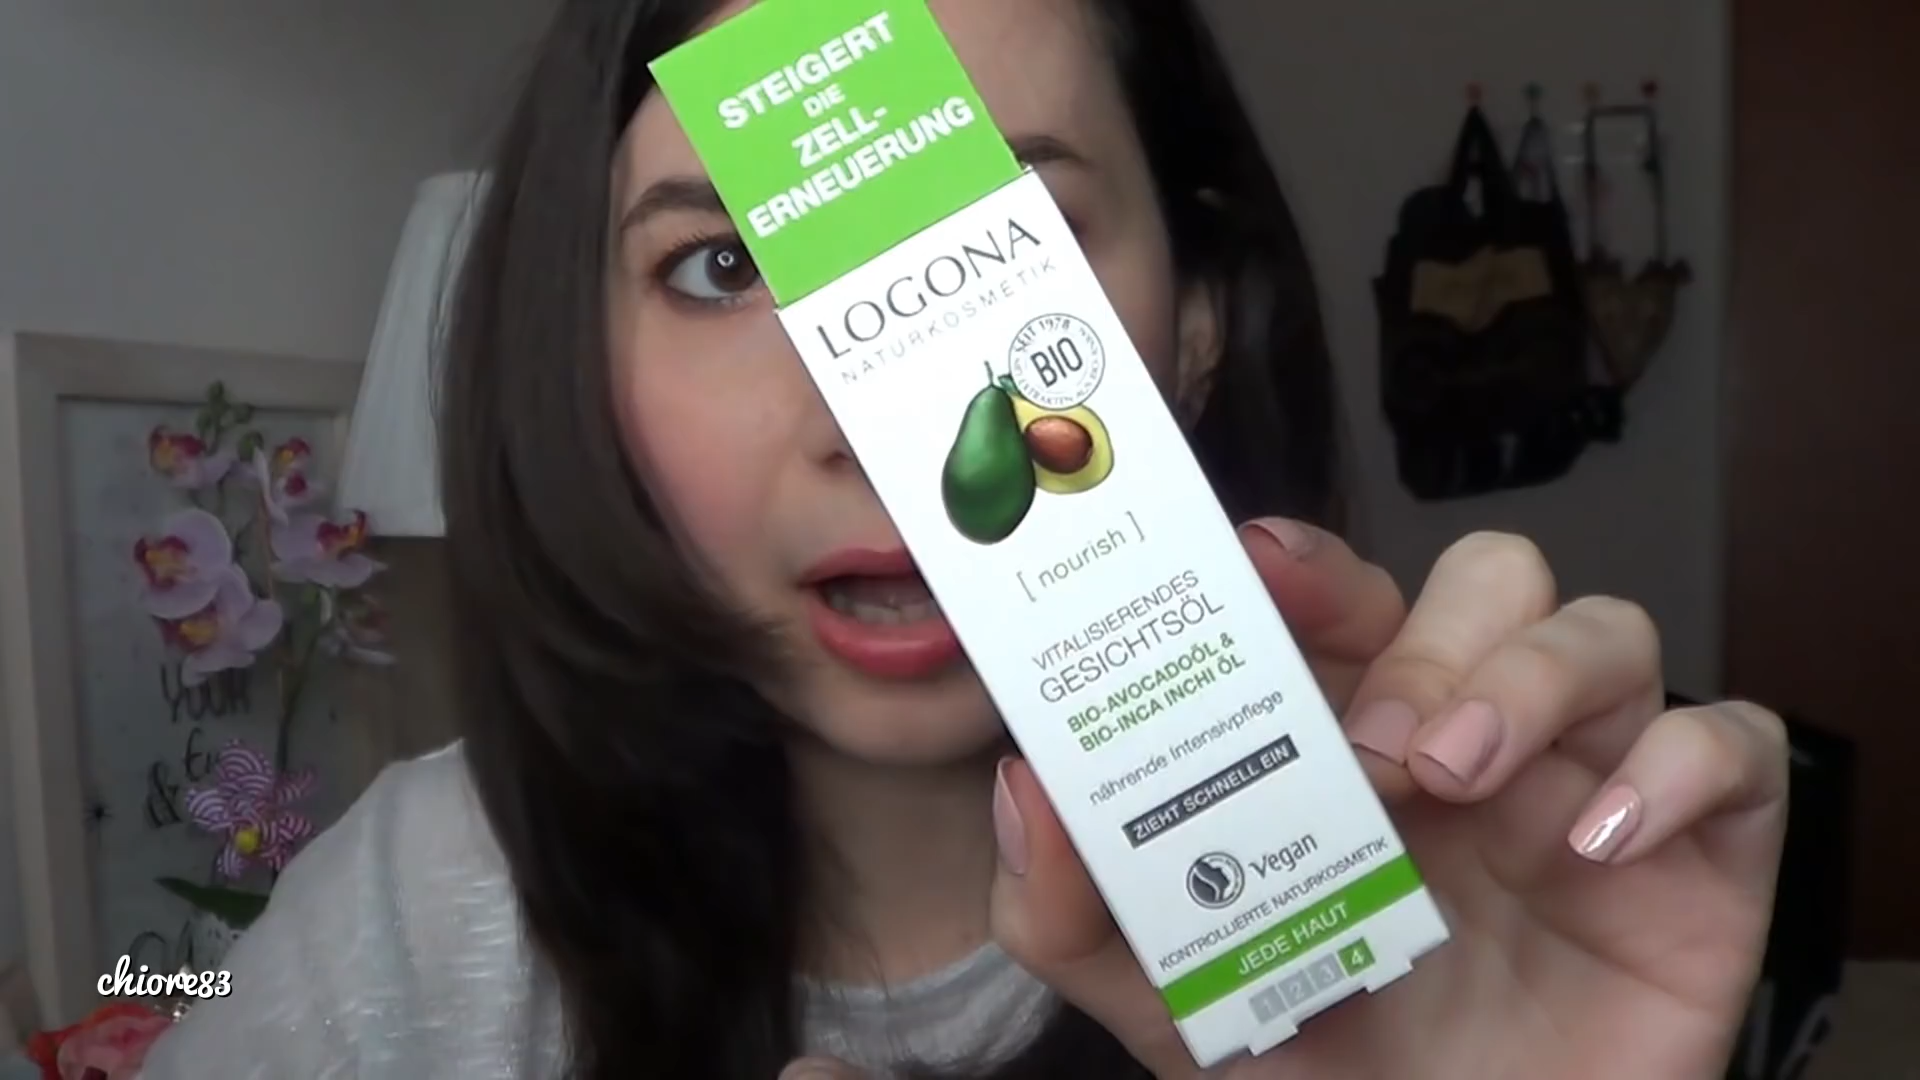 STEIGERT
DIE
ZELL-
ERNEUERUNG
LOGONA
NATURKOSMETIK
SEIT 1978
BIO
[ nourish ]
VITALISIERENDES
GESICHTSÖL
BIO-AVOCADOÖL &
BIO-INCA INCHI ÖL
nährende Intensivpflege
ZIEHT SCHNELL EIN
Vegan
KONTROLLIERTE NATURKOSMETIK
JEDE HAUT
1 2 3 4
YOUR
&
chiore83